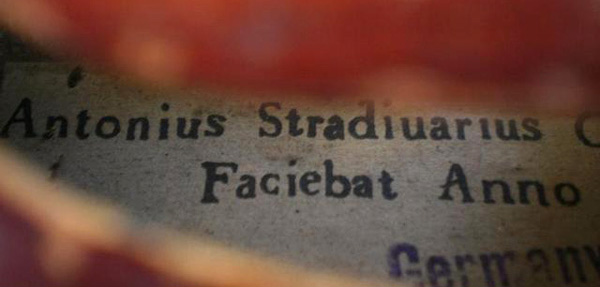 Antonius Stradiuarius C
Faciebat Anno
Germany